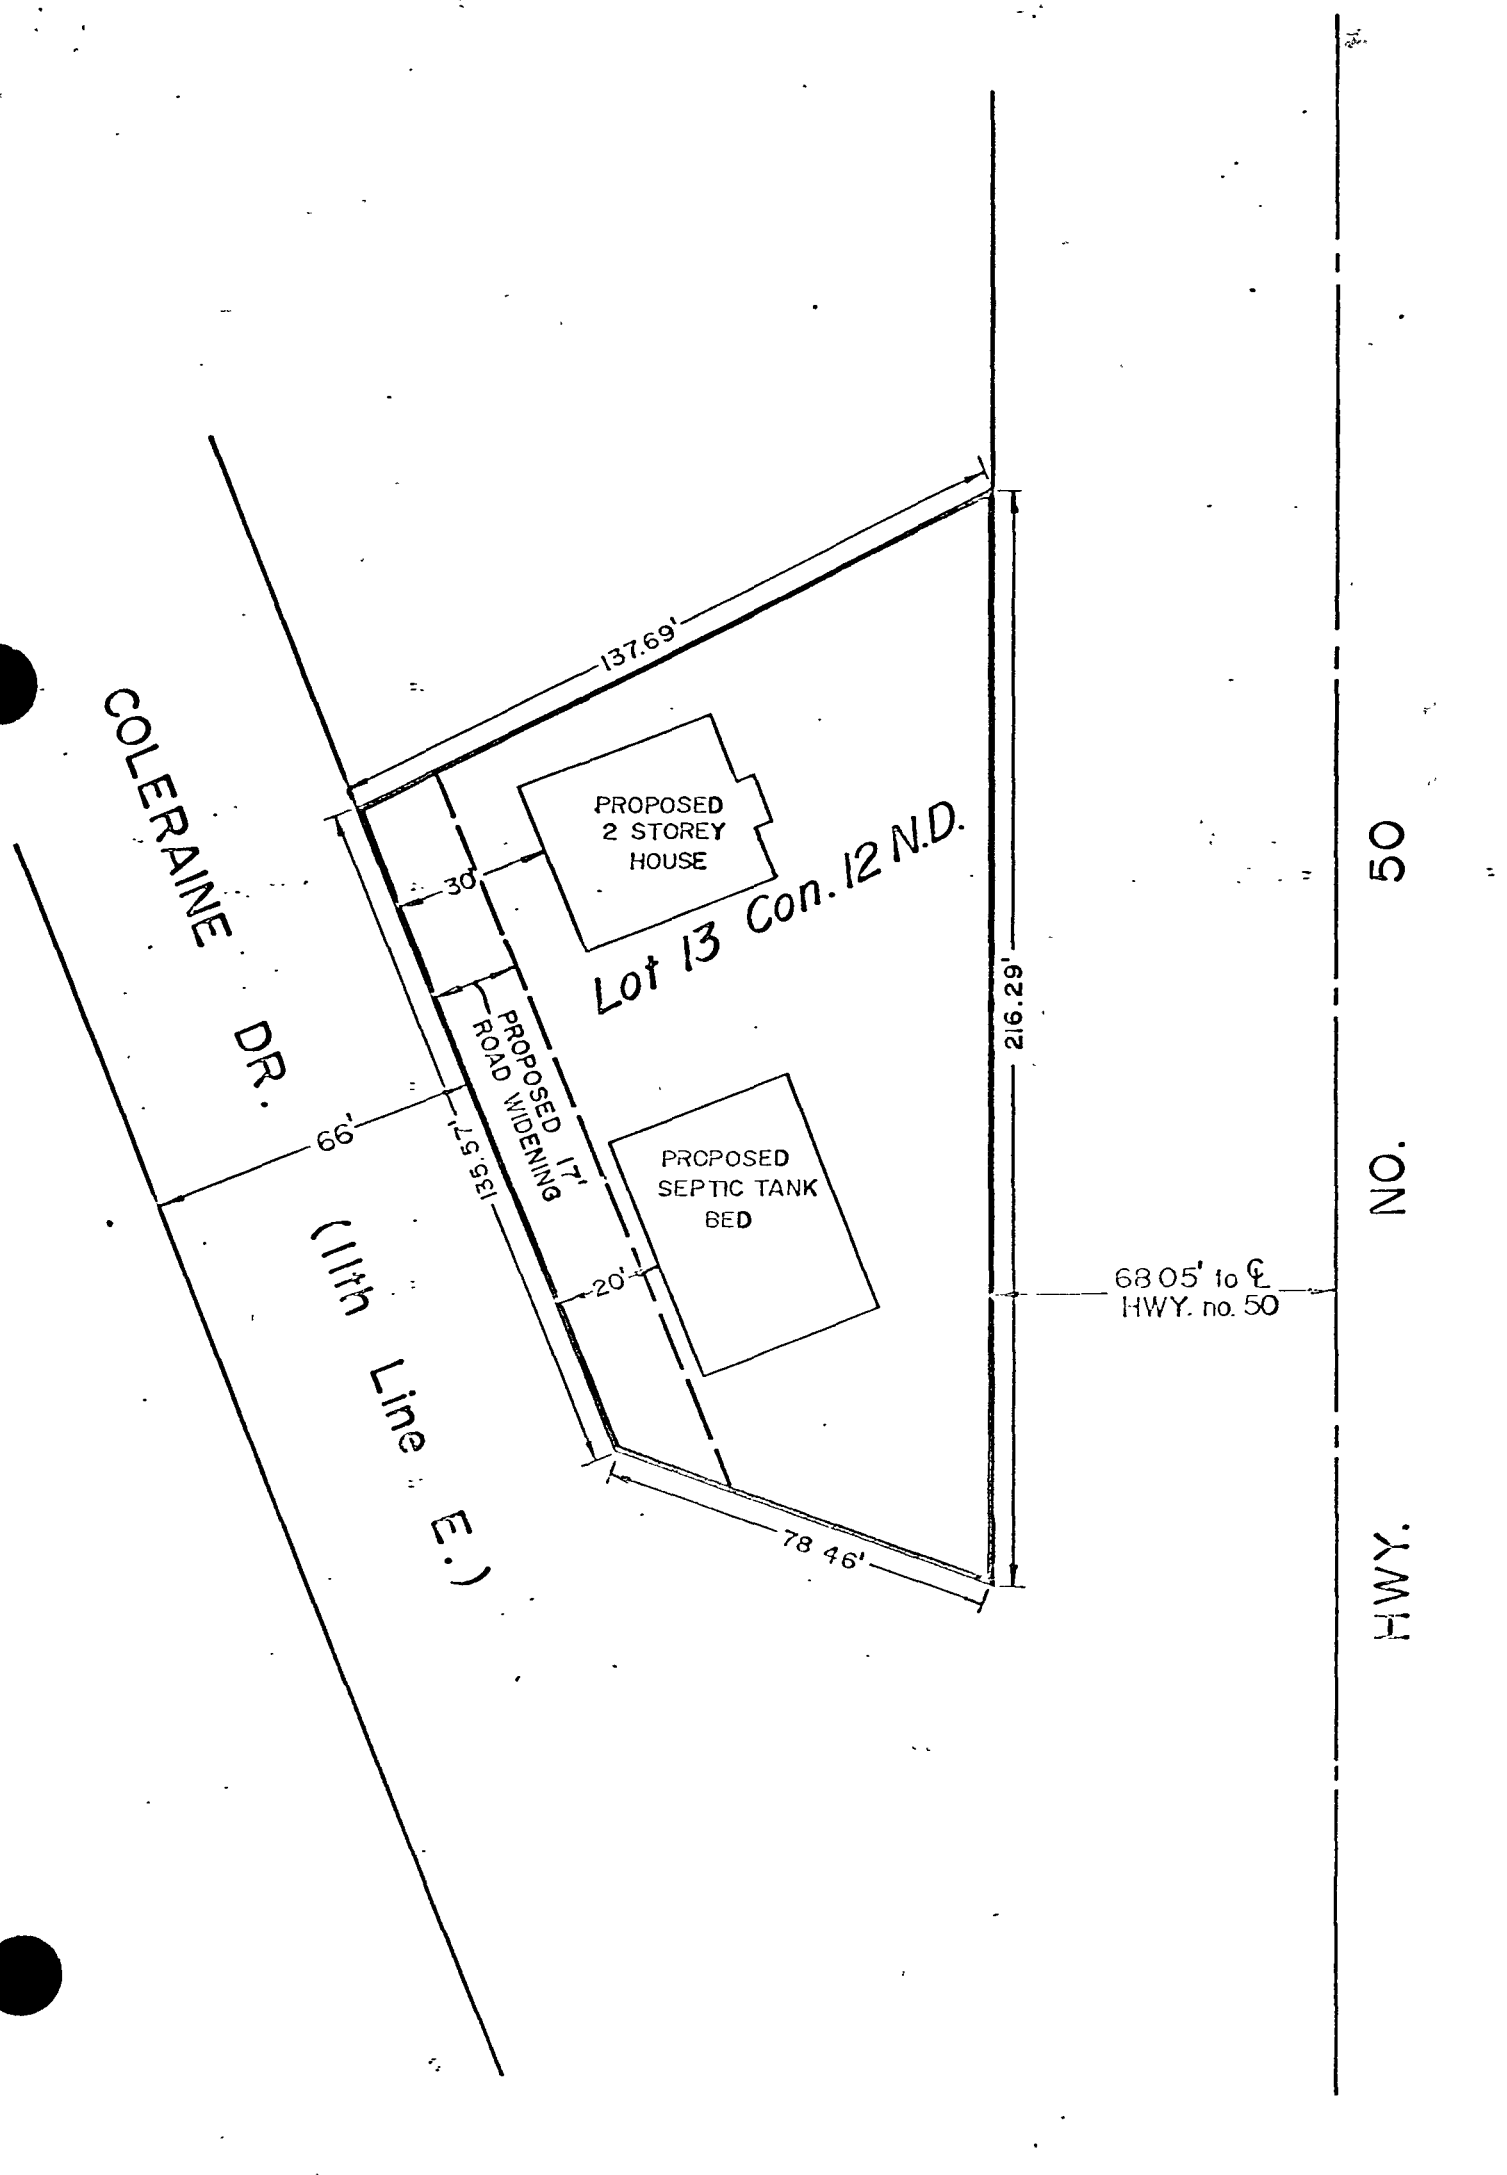 137.69'
COLERAINE DR.
(11th Line E.)
PROPOSED
2 STOREY
HOUSE
30'
Lot 13 Con. 12 N.D.
216.29'
HWY. NO. 50
PROPOSED 17'
ROAD WIDENING
66'
135.57'
PROPOSED
SEPTIC TANK
BED
20'
68 05' to ℄
HWY. no. 50
78 46'